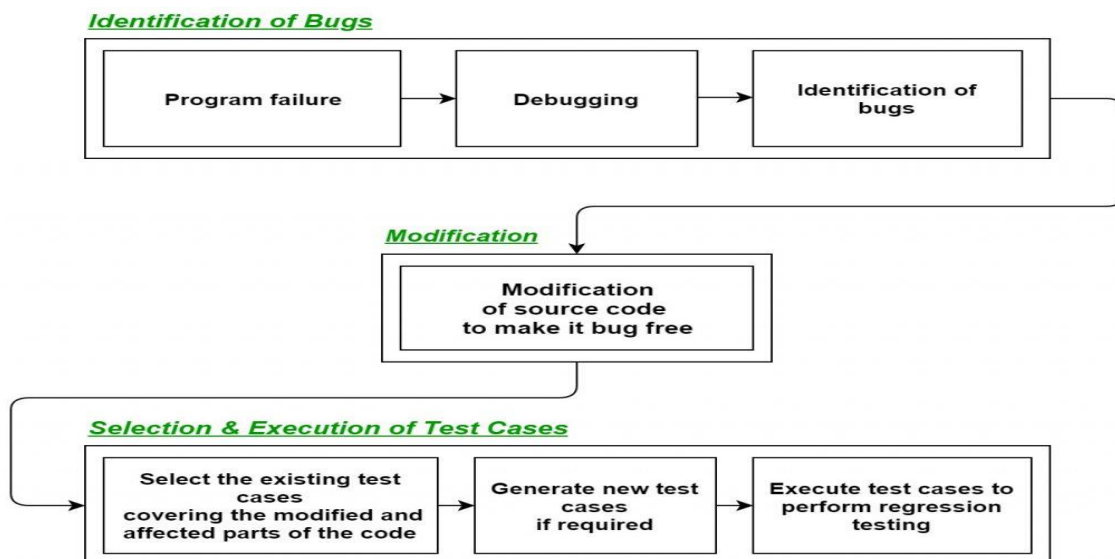 Identification of Bugs
Program failure
Debugging
Identification of
bugs
Modification
Modification
of source code
to make it bug free
Selection & Execution of Test Cases
Select the existing test
cases
covering the modified and
affected parts of the code
Generate new test
cases
if required
Execute test cases to
perform regression
testing